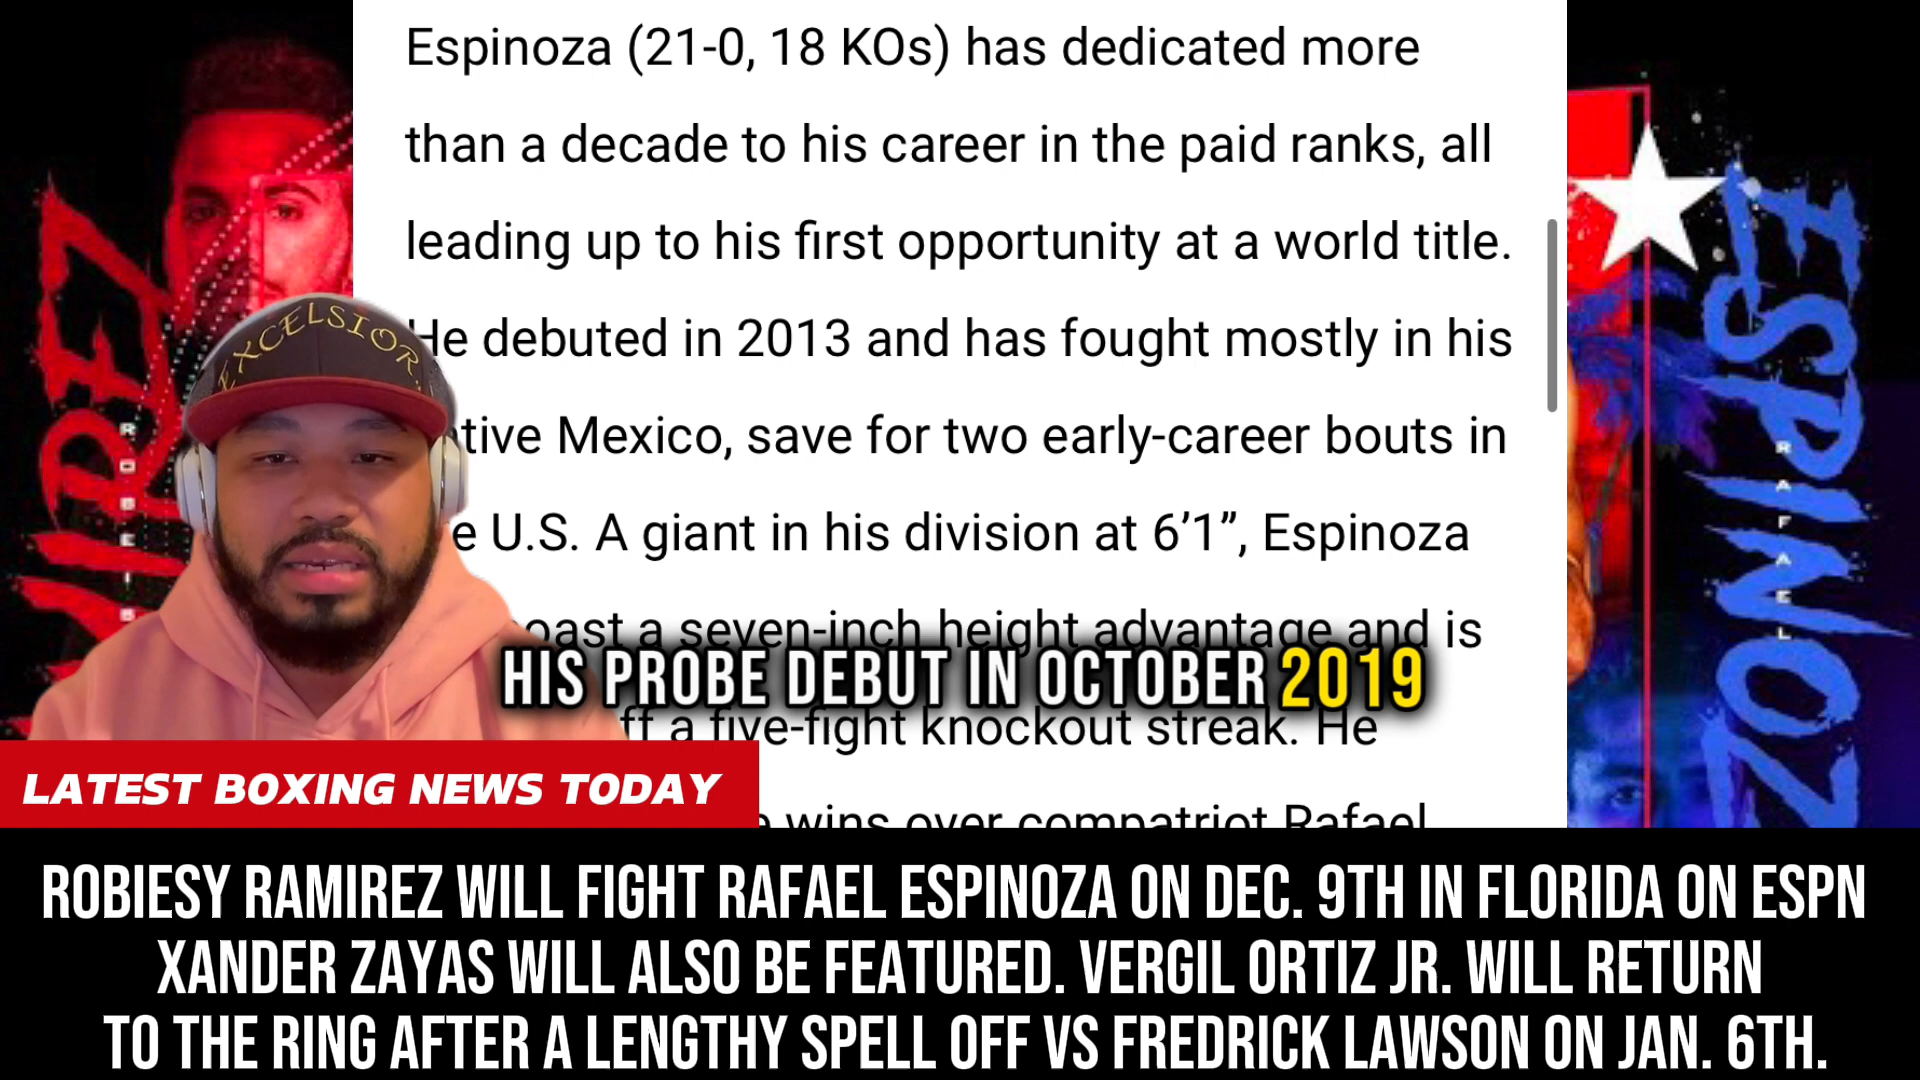 Espinoza (21-0, 18 KOs) has dedicated more
than a decade to his career in the paid ranks, all
leading up to his first opportunity at a world title.
He debuted in 2013 and has fought mostly in his
Mexico, save for two early-career bouts in
U.S. A giant in his division at 6’1”, Espinoza
a seven-inch height advantage and is
a five-fight knockout streak. He
wins over compatriot Rafael
EXCELSIOR
HIS PROBE DEBUT IN OCTOBER 2019
ESPINOZ
RAFAEL
LATEST BOXING NEWS TODAY
ROBIESY RAMIREZ WILL FIGHT RAFAEL ESPINOZA ON DEC. 9TH IN FLORIDA ON ESPN
XANDER ZAYAS WILL ALSO BE FEATURED. VERGIL ORTIZ JR. WILL RETURN
TO THE RING AFTER A LENGTHY SPELL OFF VS FREDRICK LAWSON ON JAN. 6TH.